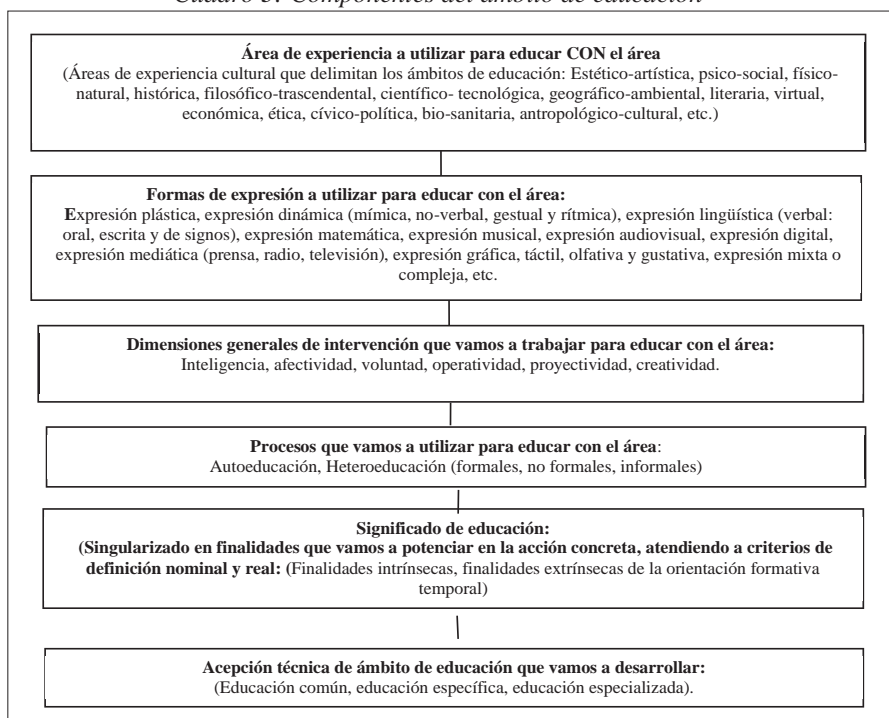 Cuadro 3: Componentes del ámbito de educación
Área de experiencia a utilizar para educar CON el área
(Áreas de experiencia cultural que delimitan los ámbitos de educación: Estético-artística, psico-social, físico-
natural, histórica, filosófico-trascendental, científico- tecnológica, geográfico-ambiental, literaria, virtual,
económica, ética, cívico-política, bio-sanitaria, antropológico-cultural, etc.)
Formas de expresión a utilizar para educar con el área:
Expresión plástica, expresión dinámica (mímica, no-verbal, gestual y rítmica), expresión lingüística (verbal:
oral, escrita y de signos), expresión matemática, expresión musical, expresión audiovisual, expresión digital,
expresión mediática (prensa, radio, televisión), expresión gráfica, táctil, olfativa y gustativa, expresión mixta o
compleja, etc.
Dimensiones generales de intervención que vamos a trabajar para educar con el área:
Inteligencia, afectividad, voluntad, operatividad, proyectividad, creatividad.
Procesos que vamos a utilizar para educar con el área:
Autoeducación, Heteroeducación (formales, no formales, informales)
Significado de educación:
(Singularizado en finalidades que vamos a potenciar en la acción concreta, atendiendo a criterios de
definición nominal y real: (Finalidades intrínsecas, finalidades extrínsecas de la orientación formativa
temporal)
Acepción técnica de ámbito de educación que vamos a desarrollar:
(Educación común, educación específica, educación especializada).